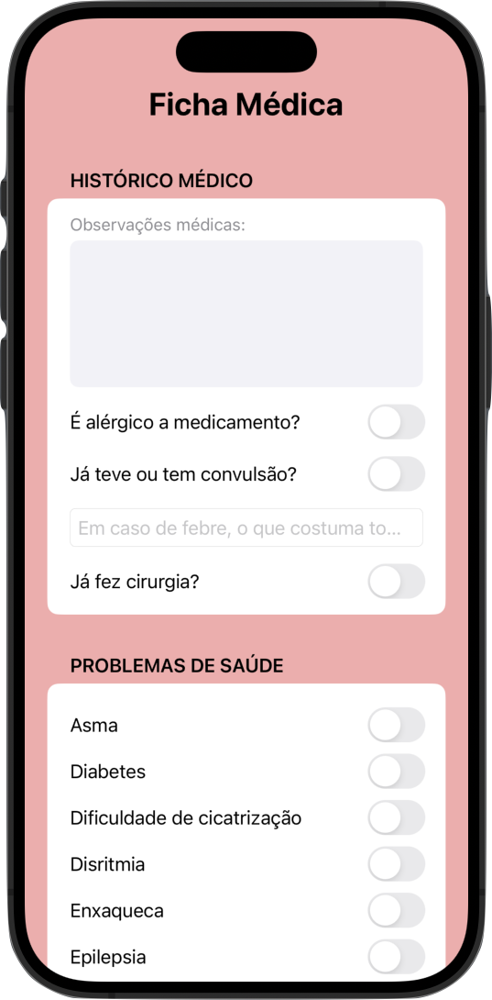 Ficha Médica
HISTÓRICO MÉDICO
Observações médicas:
É alérgico a medicamento?
Já teve ou tem convulsão?
Em caso de febre, o que costuma to...
Já fez cirurgia?
PROBLEMAS DE SAÚDE
Asma
Diabetes
Dificuldade de cicatrização
Disritmia
Enxaqueca
Epilepsia